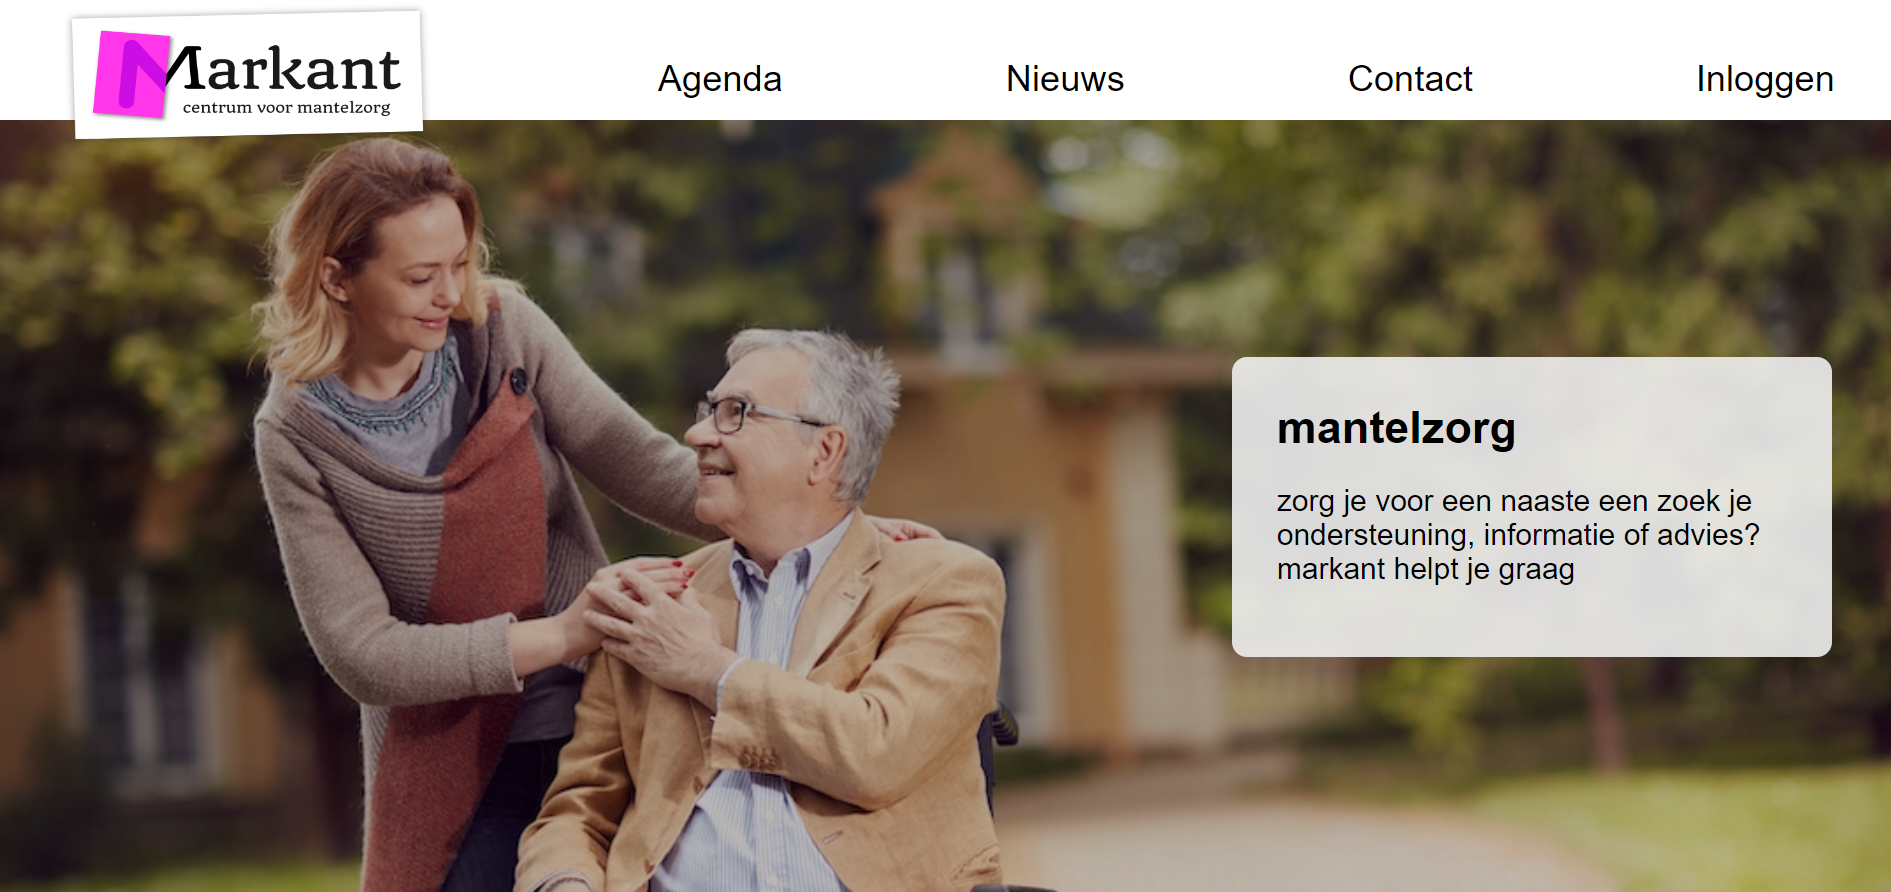 Markant
centrum voor mantelzorg
Agenda
Nieuws
Contact
Inloggen
mantelzorg
zorg je voor een naaste een zoek je
ondersteuning, informatie of advies?
markant helpt je graag